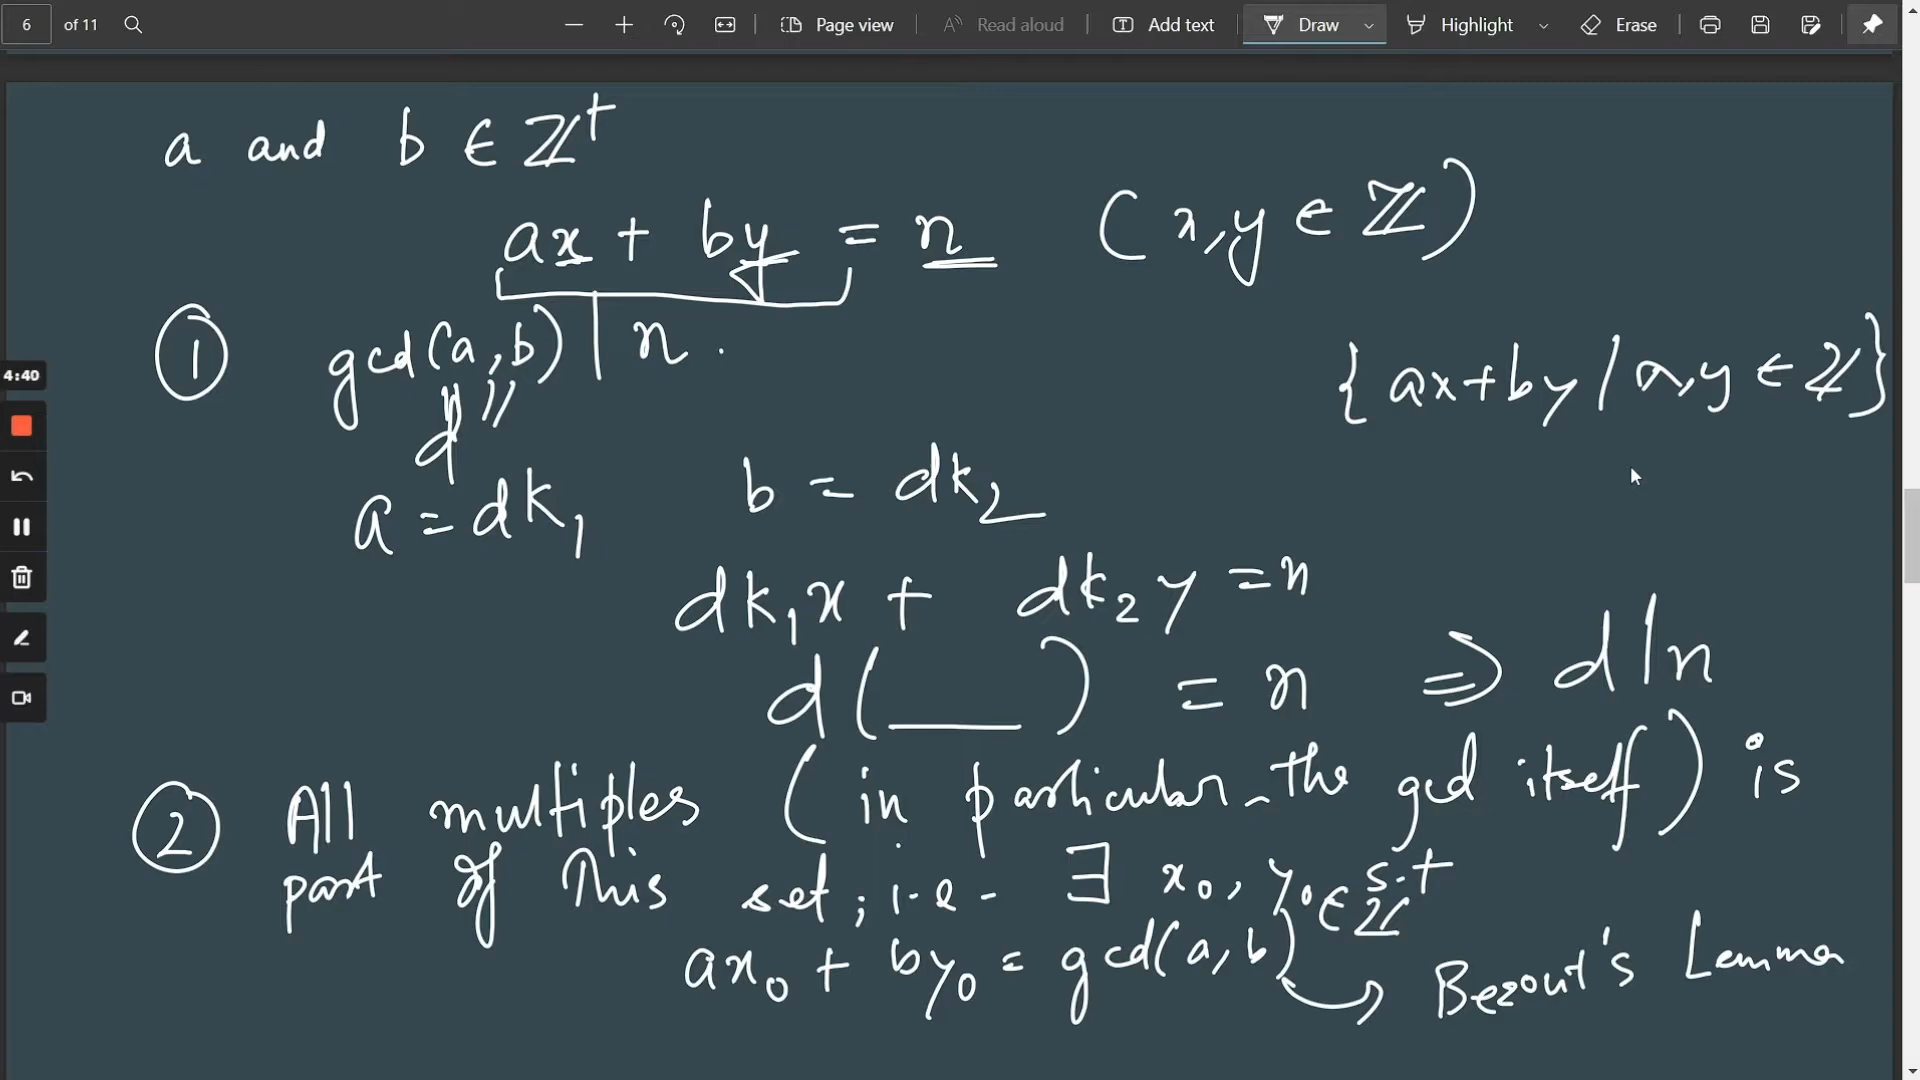 6 of 11 Page view Read aloud Add text Draw Highlight Erase
a and b ∈ ℤ⁺
ax + by = n (x,y ∈ ℤ)
① gcd(a,b) | n .
{ax+by | x,y ∈ ℤ}
4:40
d
a = dk₁ b = dk₂
dk₁x + dk₂y = n
d(___) = n ⇒ d|n
② All multiples (in particular the gcd itself) is
part of this set; i.e. ∃ x₀, y₀ ∈ ℤ s.t
ax₀ + by₀ = gcd(a,b) → Bezout's Lemma